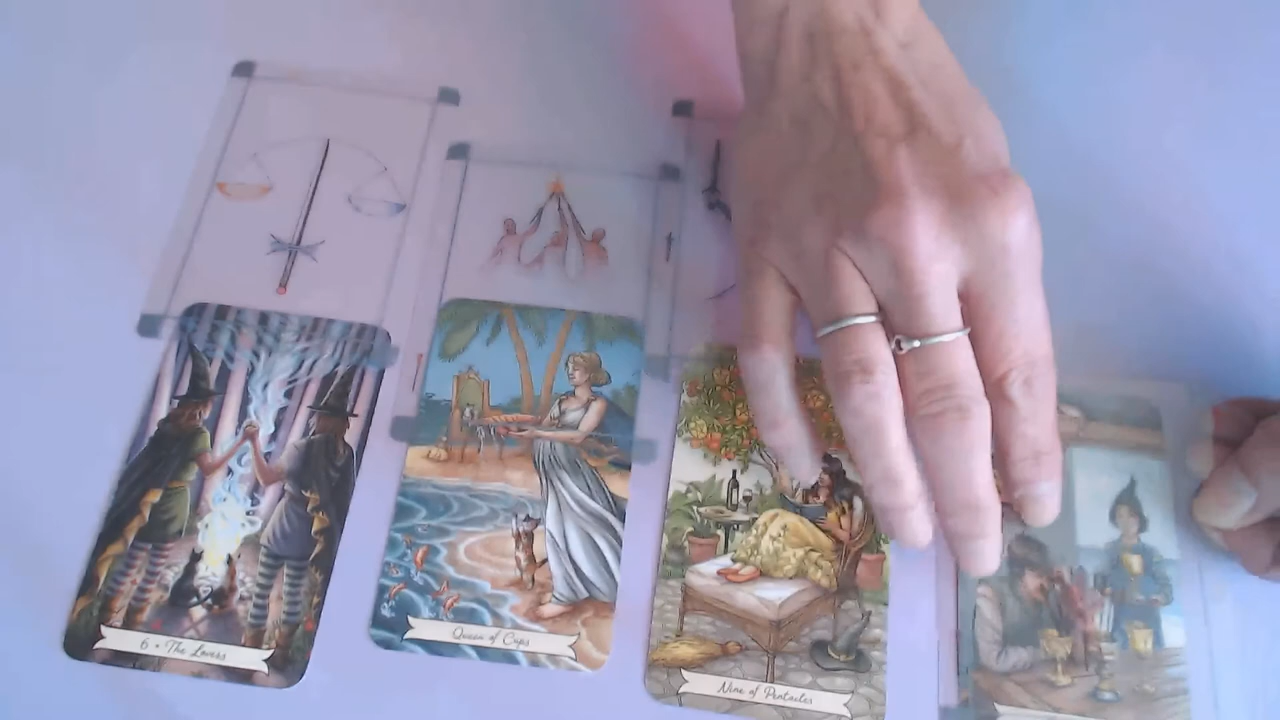 6 • The Lovers
Queen of Cups
Nine of Pentacles